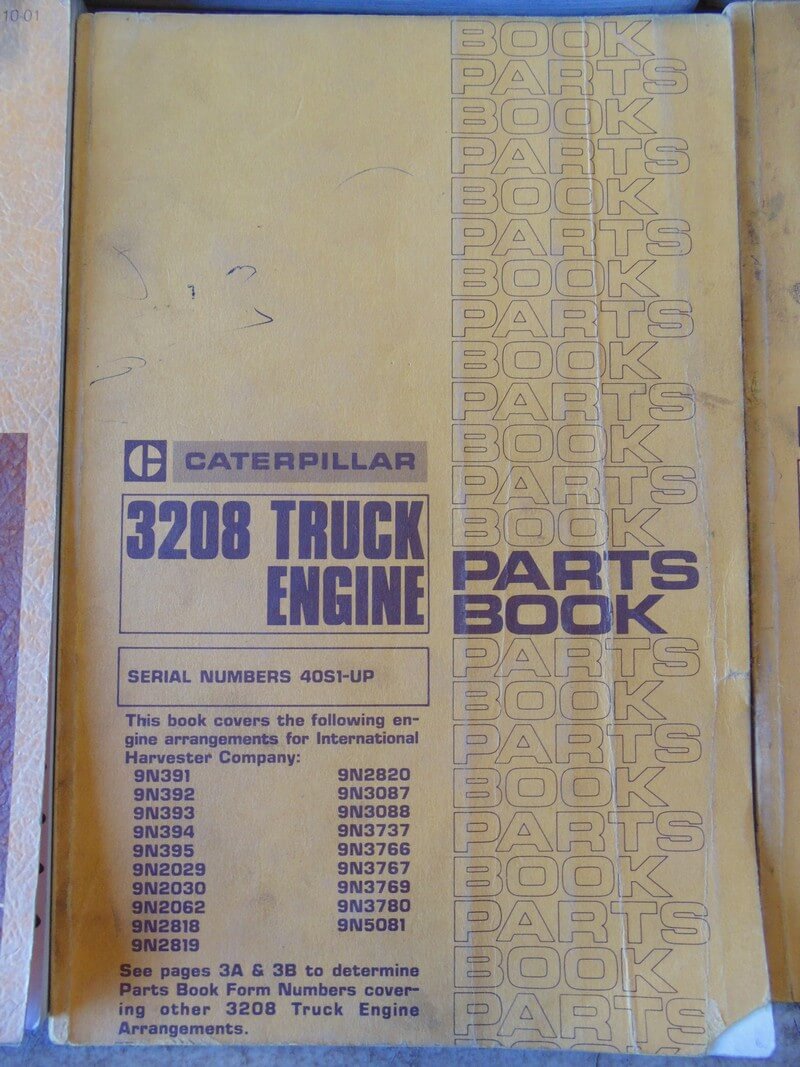 10-01
CATERPILLAR
3208 TRUCK
ENGINE
SERIAL NUMBERS 40S1-UP
This book covers the following en-
gine arrangements for International
Harvester Company:
9N391
9N392
9N393
9N394
9N395
9N2029
9N2030
9N2062
9N2818
9N2819
9N2820
9N3087
9N3088
9N3737
9N3766
9N3767
9N3769
9N3780
9N5081
See pages 3A & 3B to determine
Parts Book Form Numbers cover-
ing other 3208 Truck Engine
Arrangements.
BOOK
PARTS
BOOK
PARTS
BOOK
PARTS
BOOK
PARTS
BOOK
PARTS
BOOK
PARTS
BOOK
PARTS
BOOK
PARTS
BOOK
PARTS
BOOK
PARTS
BOOK
PARTS
BOOK
PARTS